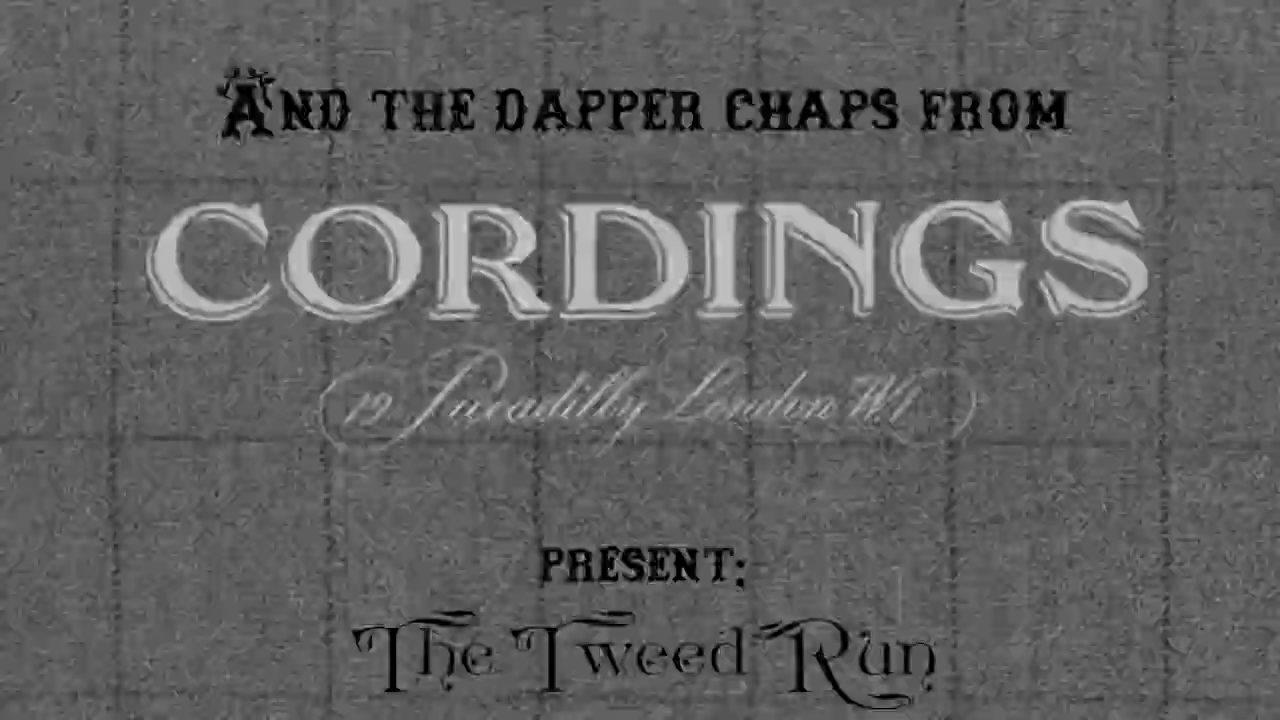 And the dapper chaps from
CORDINGS
19 Piccadilly London W1
PRESENT:
The Tweed Run